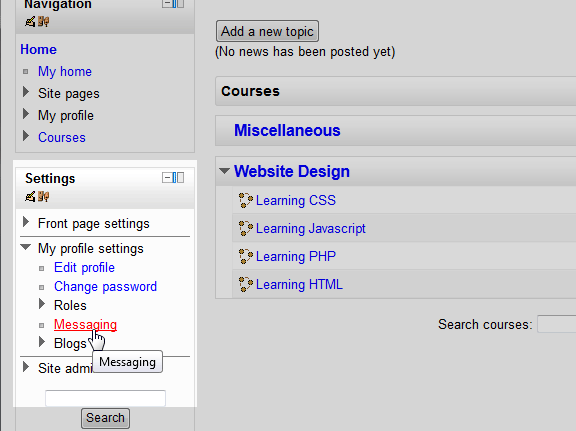 Navigation
Home
My home
Site pages
My profile
Courses
Settings
Front page settings
My profile settings
Edit profile
Change password
Roles
Messaging
Blogs
Messaging
Site admi
Search
Add a new topic
(No news has been posted yet)
Courses
Miscellaneous
Website Design
Learning CSS
Learning Javascript
Learning PHP
Learning HTML
Search courses: